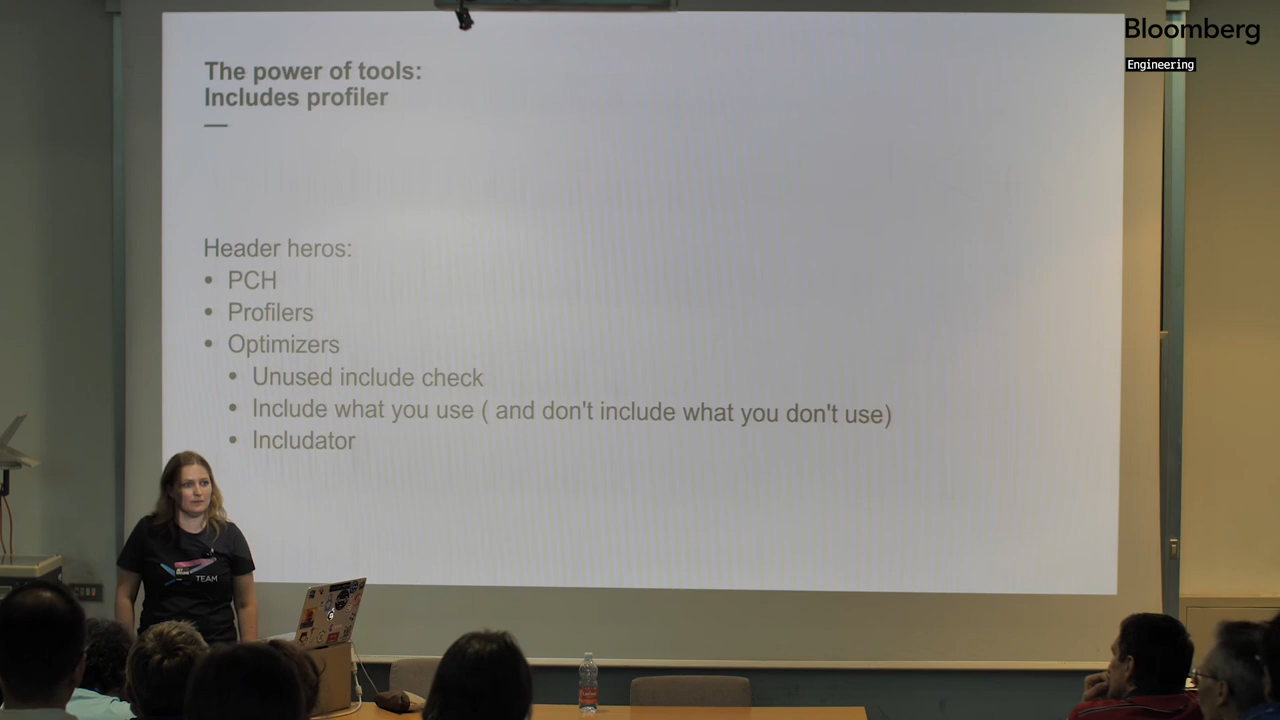 Bloomberg
Engineering
The power of tools:
Includes profiler
Header heros:
• PCH
• Profilers
• Optimizers
• Unused include check
• Include what you use ( and don't include what you don't use)
• Includator
TEAM